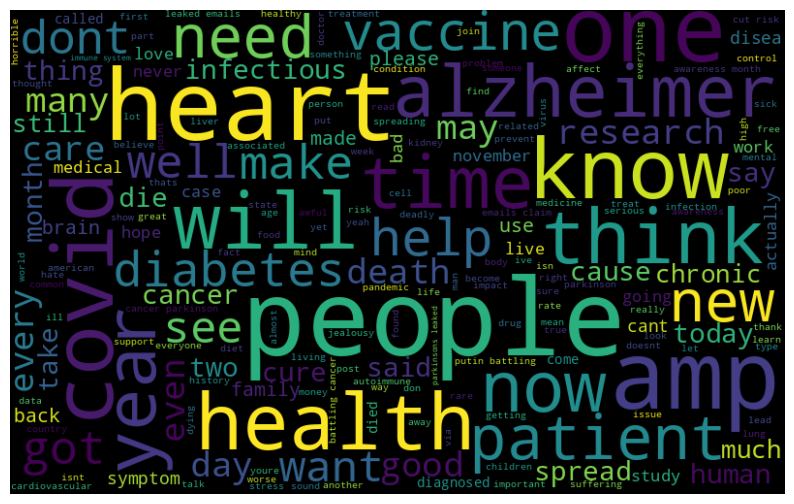 horrible
called
first
leaked emails
healthy
part
dont
need
love
immune system
thought
something
doctor
treatment
vaccine
please
condition
join
problem
someone
one
affect
everything
cut risk
disea
control
awareness month
thing
never
infectious
heart
alzheimer
many
still
lot
person
put
read
find
spreading
virus
sick
high
free
liver
believe
point
made
bad
may
research
work
care
well
make
associated
week
kidney
related
prevent
november
say
mental
medical
thats
time
know
poor
actually
month
die
case
cell
medicine
treat
infection
covid
brain
hope
state
age
yet
risk
yeah
awful
deadly
emails claim
use
serious
awareness
will
show
great
help
live
think
fact
food
mind
world
american
hate
common
diabetes
death
pandemic
body
become
man
live
isn
impact
right
parkinson
cause
chronic
every
year
cancer
see
people
life
sure
rate
mean
true
going
really
cant
new
ill
cancer parkinson
support
everyone
almost
jealousy
found
parkinsons leaked
drug
today
thank
learn
take
even
two
diet
said
putin battling
come
doesnt
look
let
type
living
post
autoimmune
don
way
rare
now
amp
data
back
country
history
cure
family
money
battling cancer
died
away
via
getting
issue
lead
health
patient
much
got
dying
day
want
good
children
lung
spread
study
human
isnt
symptom
youre
worse
cardiovascular
talk
stress sound
another
diagnosed
important
suffering